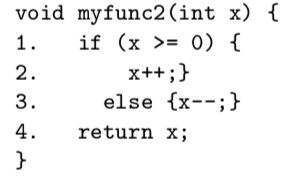 void myfunc2(int x) {
1.   if (x >= 0) {
2.       x++;}
3.     else {x--;}
4.   return x;
}